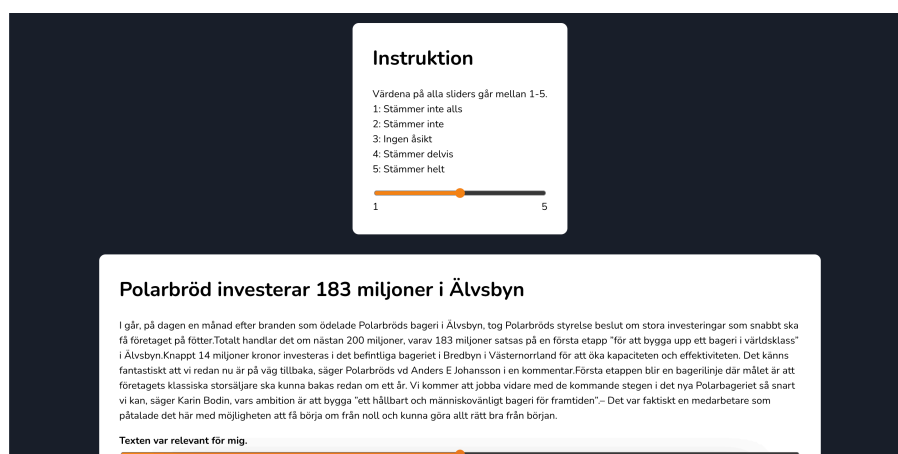 Instruktion
Värdena på alla sliders går mellan 1-5.
1: Stämmer inte alls
2: Stämmer inte
3: Ingen åsikt
4: Stämmer delvis
5: Stämmer helt
1 5
Polarbröd investerar 183 miljoner i Älvsbyn
I går, på dagen en månad efter branden som ödelade Polarbröds bageri i Älvsbyn, tog Polarbröds styrelse beslut om stora investeringar som snabbt ska
få företaget på fötter.Totalt handlar det om nästan 200 miljoner, varav 183 miljoner satsas på en första etapp ”för att bygga upp ett bageri i världsklass”
i Älvsbyn.Knappt 14 miljoner kronor investeras i det befintliga bageriet i Bredbyn i Västernorrland för att öka kapaciteten och effektiviteten. Det känns
fantastiskt att vi redan nu är på väg tillbaka, säger Polarbröds vd Anders E Johansson i en kommentar.Första etappen blir en bagerilinje där målet är att
företagets klassiska storsäljare ska kunna bakas redan om ett år. Vi kommer att jobba vidare med de kommande stegen i det nya Polarbageriet så snart
vi kan, säger Karin Bodin, vars ambition är att bygga ”ett hållbart och människovänligt bageri för framtiden”.– Det var faktiskt en medarbetare som
påtalade det här med möjligheten att få börja om från noll och kunna göra allt rätt bra från början.
Texten var relevant för mig.